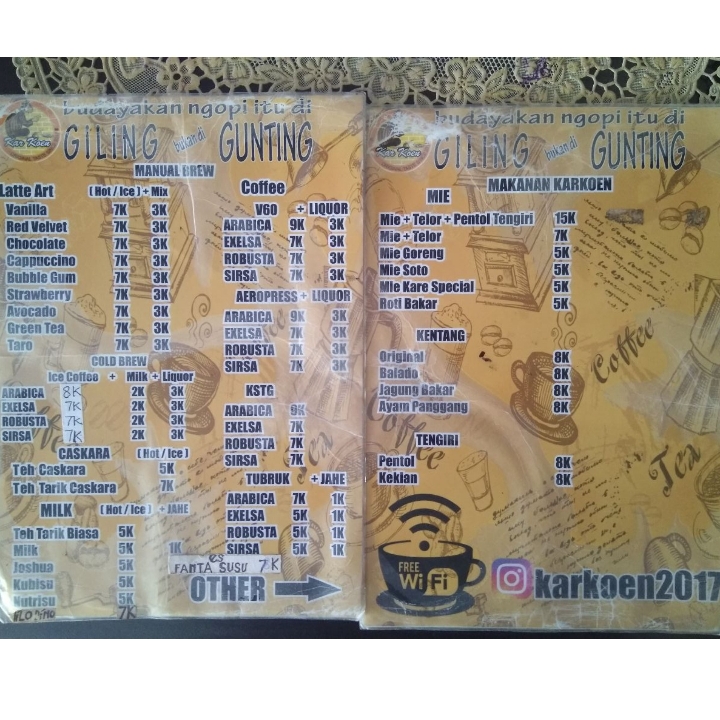 Kar Koen
budayakan ngopi itu di
GILING bukan di GUNTING
MANUAL BREW
Latte Art (Hot / Ice) + Mix
Vanilla 7K 3K
Red Velvet 7K 3K
Chocolate 7K 3K
Cappuccino 7K 3K
Bubble Gum 7K 3K
Strawberry 7K 3K
Avocado 7K 3K
Green Tea 7K 3K
Taro 7K 3K
COLD BREW
Ice Coffee + Milk + Liquor
ARABICA 8K 2K 3K
EXELSA 7K 2K 3K
ROBUSTA 7K 2K 3K
SIRSA 7K 2K 3K
CASKARA (Hot / Ice)
Teh Caskara 5K
Teh Tarik Caskara 7K
MILK (Hot / Ice) + JAHE
Teh Tarik Biasa 5K
Milk 5K 1K
Joshua 5K
Kubisu 5K
Nutrisu 5K
7K
Coffee
V60 + LIQUOR
ARABICA 9K 3K
EXELSA 7K 3K
ROBUSTA 7K 3K
SIRSA 7K 3K
AEROPRESS + LIQUOR
ARABICA 9K 3K
EXELSA 7K 3K
ROBUSTA 7K 3K
SIRSA 7K 3K
KSTG
ARABICA 9K
EXELSA 7K
ROBUSTA 7K
SIRSA 7K
TUBRUK + JAHE
ARABICA 7K 1K
EXELSA 5K 1K
ROBUSTA 5K 1K
SIRSA 5K 1K
es
FANTA SUSU 7K
OTHER
Kar Koen
budayakan ngopi itu di
GILING bukan di GUNTING
MAKANAN KARKOEN
MIE
Mie + Telor + Pentol Tengiri 15K
Mie + Telor 7K
Mie Goreng 5K
Mie Soto 5K
Mie Kare Special 5K
Roti Bakar 5K
KENTANG
Original 8K
Balado 8K
Jagung Bakar 8K
Ayam Panggang 8K
TENGIRI
Pentol 8K
Kekian 8K
Coffee
Coffee
Tea
Tea
FREE
Wi Fi
karkoen2017